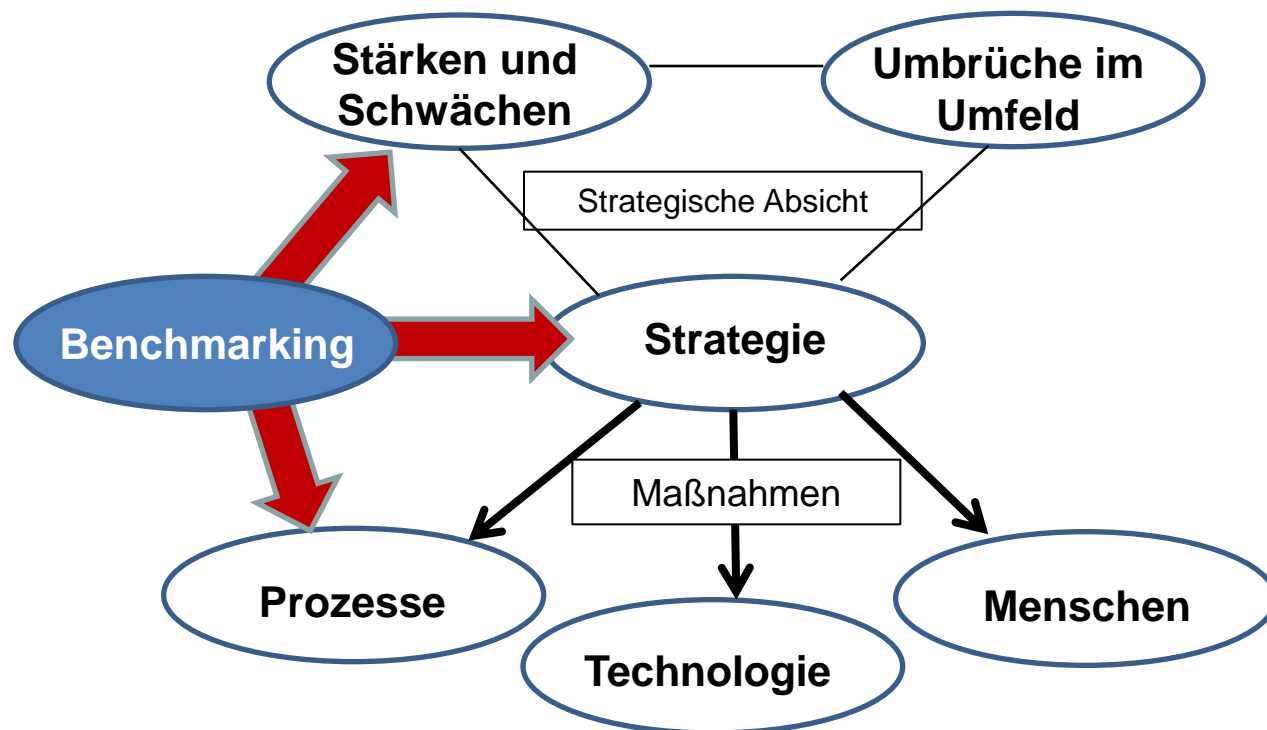 Stärken und
Schwächen
Umbrüche im
Umfeld
Strategische Absicht
Benchmarking
Strategie
Maßnahmen
Prozesse
Menschen
Technologie